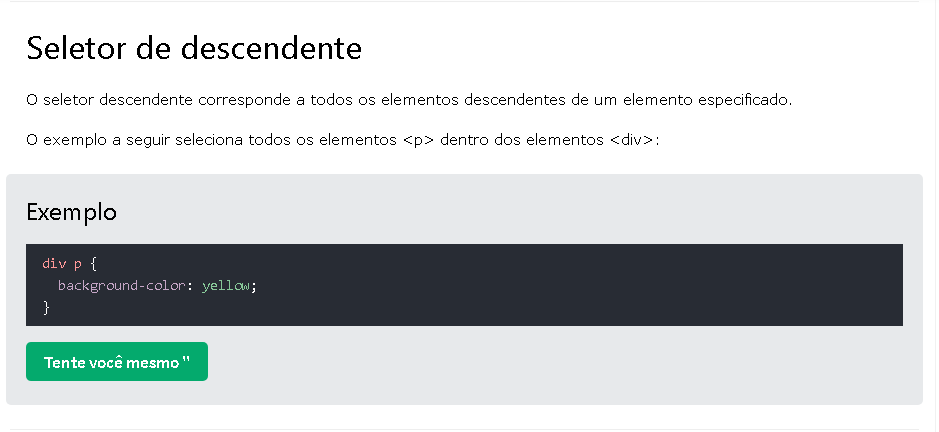 Seletor de descendente
O seletor descendente corresponde a todos os elementos descendentes de um elemento especificado.
O exemplo a seguir seleciona todos os elementos <p> dentro dos elementos <div>:
Exemplo
div p {
  background-color: yellow;
}
Tente você mesmo "